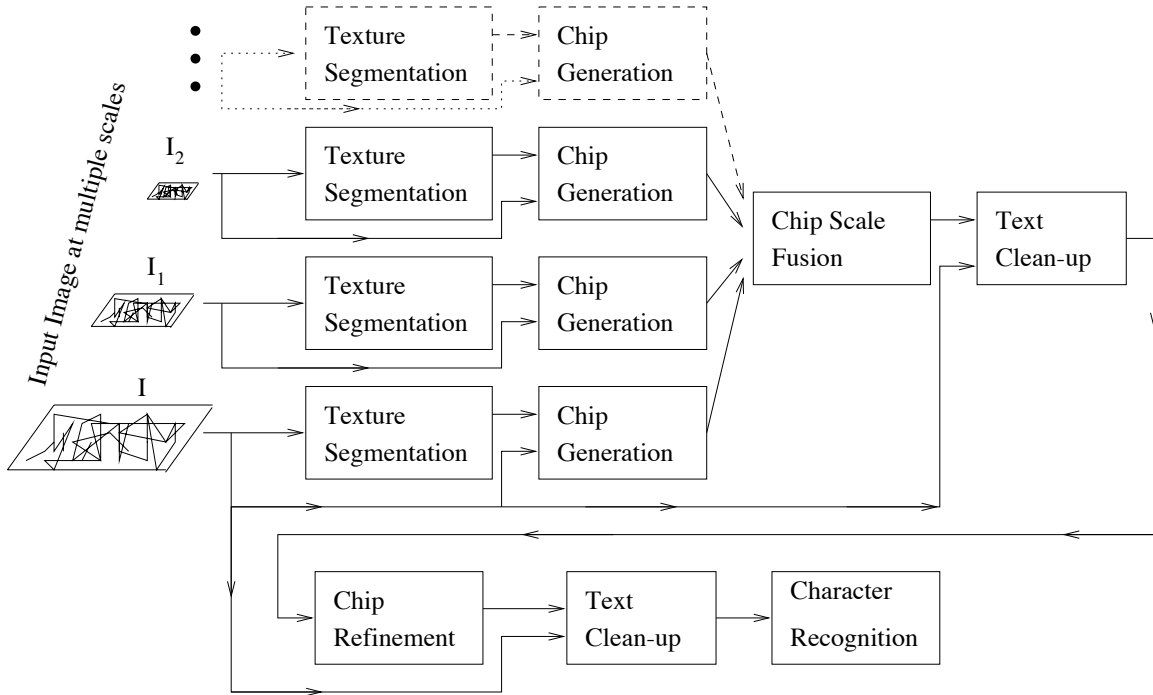 Input Image at multiple scales
Texture
Segmentation
Chip
Generation
I2
Texture
Segmentation
Chip
Generation
Chip Scale
Fusion
Text
Clean-up
I1
Texture
Segmentation
Chip
Generation
I
Texture
Segmentation
Chip
Generation
Chip
Refinement
Text
Clean-up
Character
Recognition